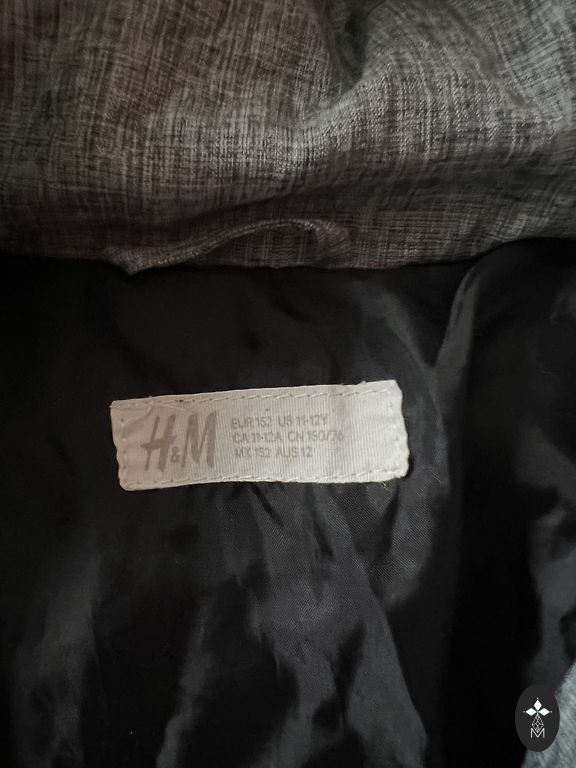 H&M
EUR 152 US 11-12Y
CA 11-12A CN 150/76
MX 152 AUS 12
M